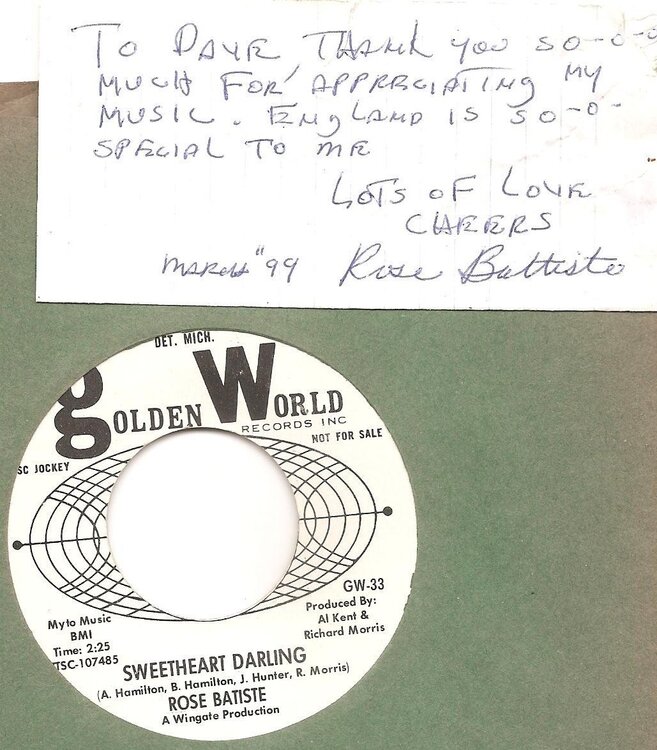 To Dave, Thank you so-o-o
much for appreciating my
music. England is so-o-
special to me
Lots of Love
Cheers
March "99 Rose Battiste
DET. MICH.
gOLDEN WORLD
RECORDS INC
NOT FOR SALE
SC JOCKEY
GW-33
Produced By:
Al Kent &
Richard Morris
Myto Music
BMI
Time: 2:25
TSC-107485
SWEETHEART DARLING
(A. Hamilton, B. Hamilton, J. Hunter, R. Morris)
ROSE BATISTE
A Wingate Production